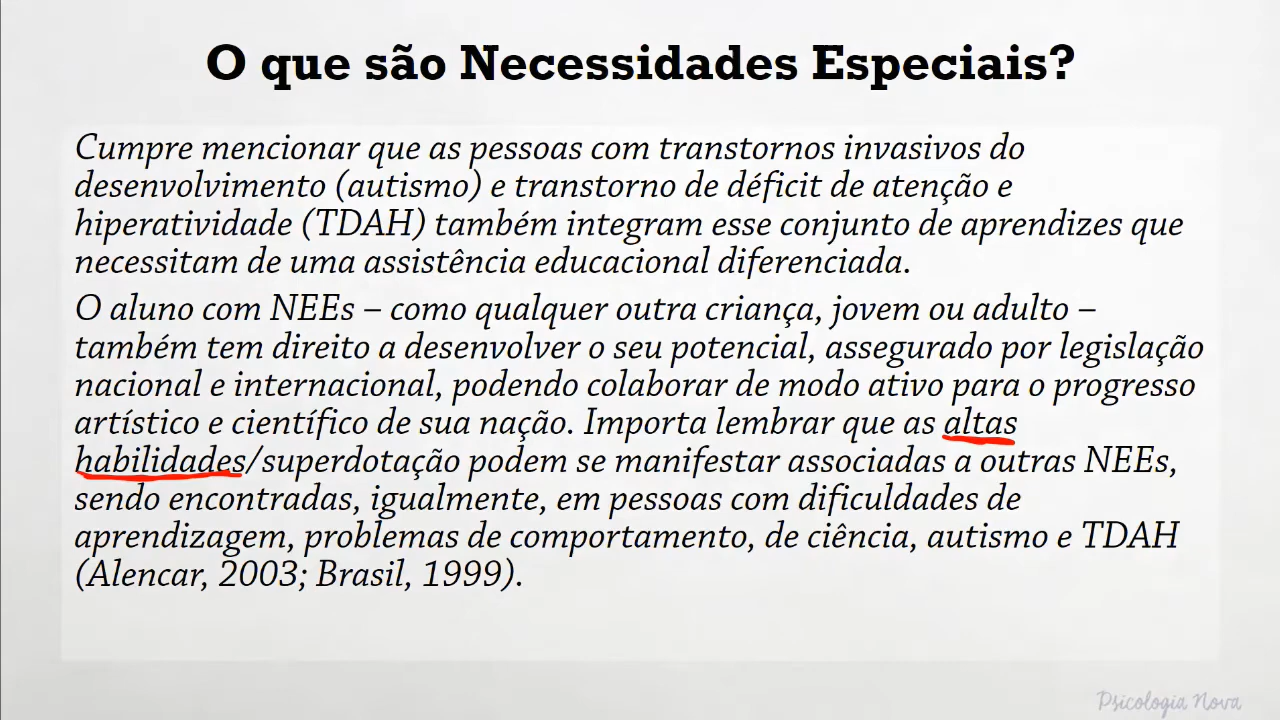 O que são Necessidades Especiais?
Cumpre mencionar que as pessoas com transtornos invasivos do
desenvolvimento (autismo) e transtorno de déficit de atenção e
hiperatividade (TDAH) também integram esse conjunto de aprendizes que
necessitam de uma assistência educacional diferenciada.
O aluno com NEEs – como qualquer outra criança, jovem ou adulto –
também tem direito a desenvolver o seu potencial, assegurado por legislação
nacional e internacional, podendo colaborar de modo ativo para o progresso
artístico e científico de sua nação. Importa lembrar que as altas
habilidades/superdotação podem se manifestar associadas a outras NEEs,
sendo encontradas, igualmente, em pessoas com dificuldades de
aprendizagem, problemas de comportamento, de ciência, autismo e TDAH
(Alencar, 2003; Brasil, 1999).
Psicologia Nova